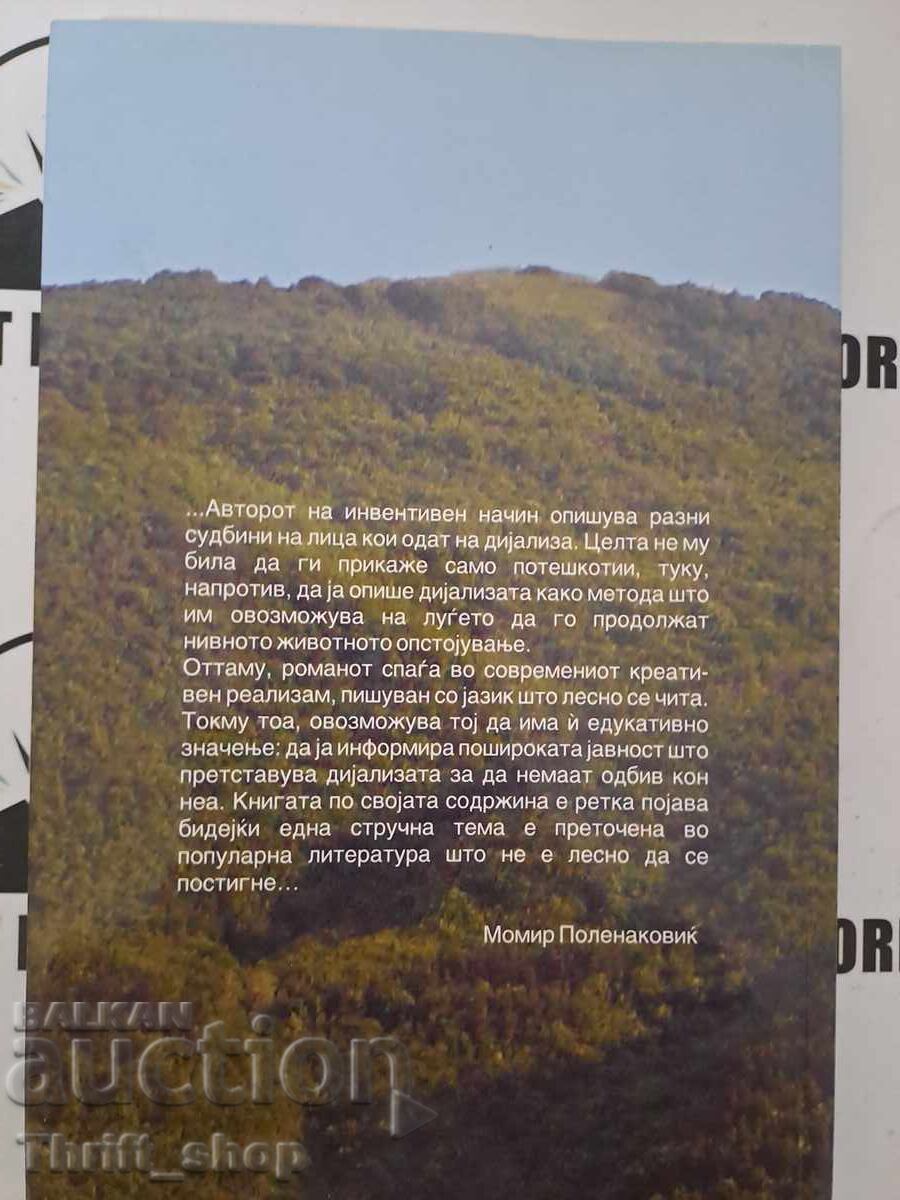 ...Авторот на инвентивен начин опишува разни
судбини на лица кои одат на дијализа. Целта не му
била да ги прикаже само потешкотии, туку,
напротив, да ја опише дијализата како метода што
им овозможува на луѓето да го продолжат
нивното животното опстојување.
Оттаму, романот спаѓа во современиот креати-
вен реализам, пишуван со јазик што лесно се чита.
Токму тоа, овозможува тој да има ѝ едукативно
значење: да ја информира пошироката јавност што
претставува дијализата за да немаат одбив кон
неа. Книгата по својата содржина е ретка појава
бидејќи една стручна тема е преточена во
популарна литература што не е лесно да се
постигне...
Момир Поленаковиќ
BALKAN
auction
Thrift_shop